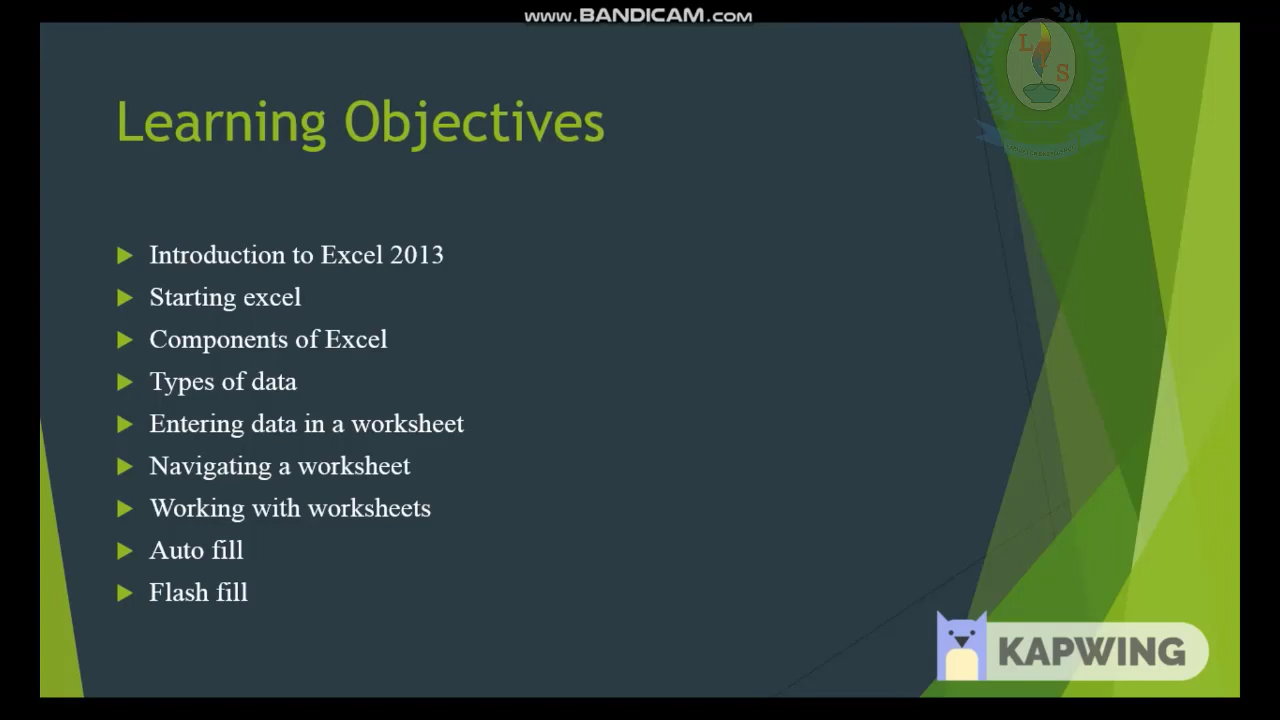 www.BANDICAM.com
L
S
Learning Objectives
Introduction to Excel 2013
Starting excel
Components of Excel
Types of data
Entering data in a worksheet
Navigating a worksheet
Working with worksheets
Auto fill
Flash fill
KAPWING